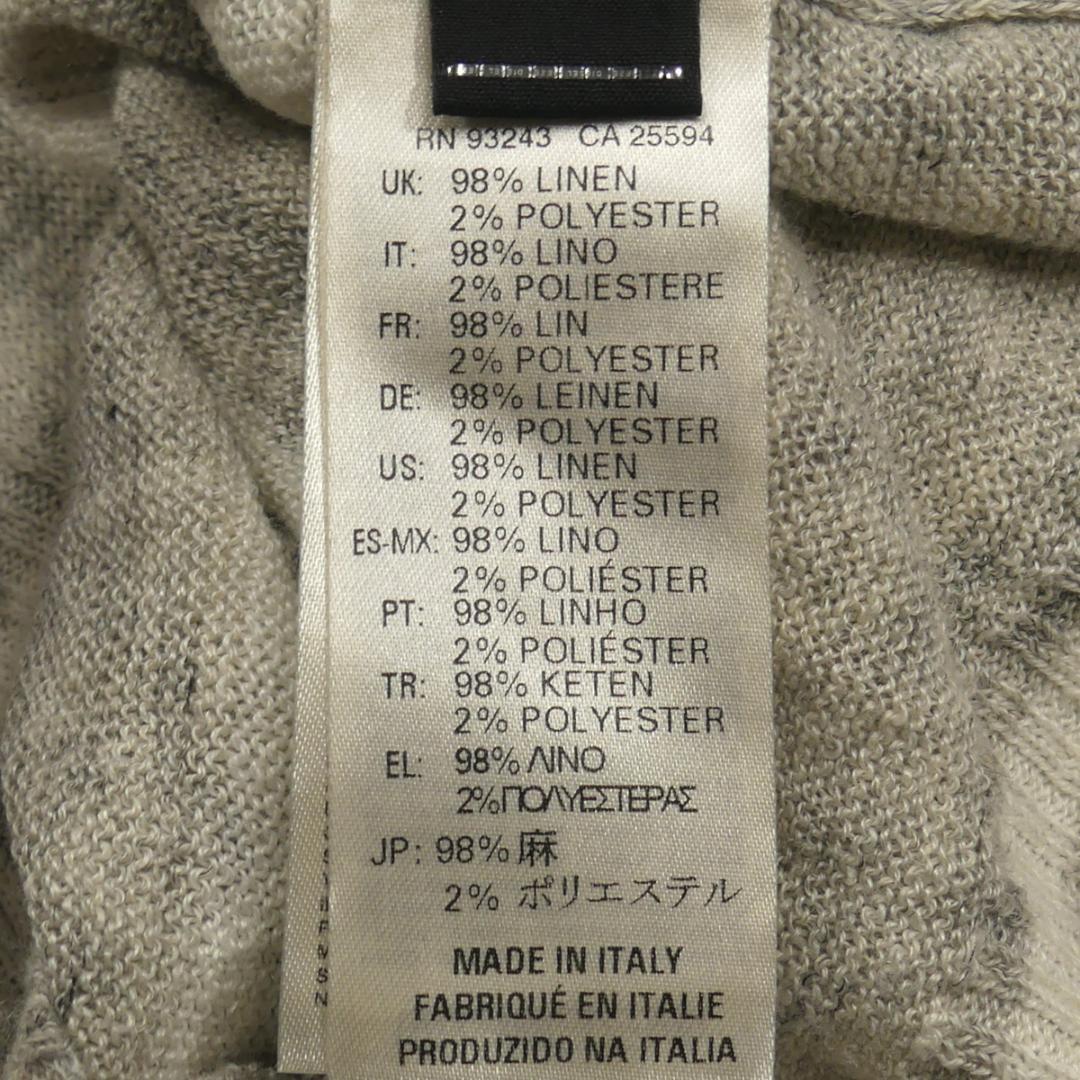 RN 93243 CA 25594
UK: 98% LINEN
2% POLYESTER
IT: 98% LINO
2% POLIESTERE
FR: 98% LIN
2% POLYESTER
DE: 98% LEINEN
2% POLYESTER
US: 98% LINEN
2% POLYESTER
ES-MX: 98% LINO
2% POLIÉSTER
PT: 98% LINHO
2% POLIÉSTER
TR: 98% KETEN
2% POLYESTER
EL: 98% ΛΙΝΟ
2%ΠΟΛΥΕΣΤΕΡΑΣ
JP: 98% 麻
2% ポリエステル
MADE IN ITALY
FABRIQUÉ EN ITALIE
PRODUZIDO NA ITALIA